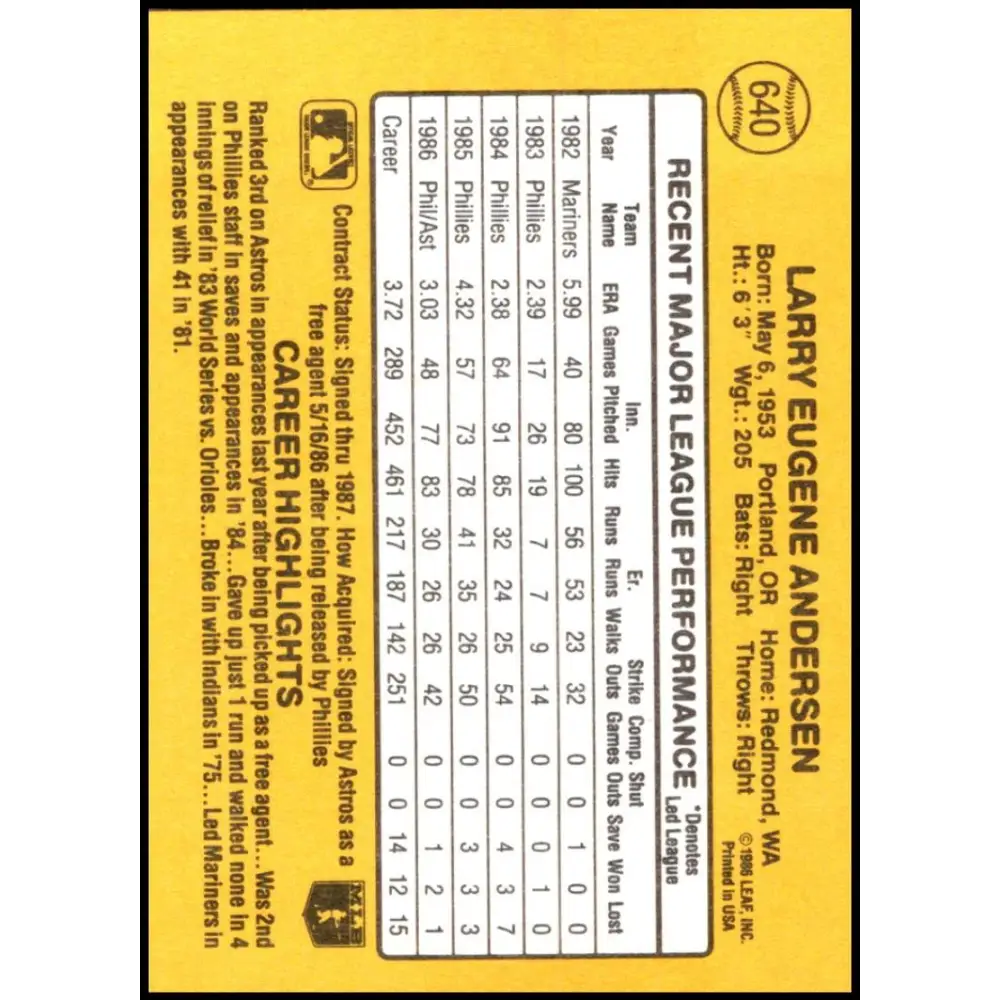 640
LARRY EUGENE ANDERSEN
Born: May 6, 1953 Portland, OR Home: Redmond, WA
Ht.: 6'3" Wgt.: 205 Bats: Right Throws: Right
© 1986 LEAF, INC.
Printed in USA
RECENT MAJOR LEAGUE PERFORMANCE *Denotes
Led League
Team Inn. Er. Strike Comp. Shut
Year Name ERA Games Pitched Hits Runs Runs Walks Outs Games Outs Save Won Lost
1982 Mariners 5.99 40 80 100 56 53 23 32 0 0 1 0 0
1983 Phillies 2.39 17 26 19 7 7 9 14 0 0 0 1 0
1984 Phillies 2.38 64 91 85 32 24 25 54 0 0 4 3 7
1985 Phillies 4.32 57 73 78 41 35 26 50 0 0 3 3 3
1986 Phil/Ast 3.03 48 77 83 30 26 26 42 0 0 1 2 1
Career 3.72 289 452 461 217 187 142 251 0 0 14 12 15
Contract Status: Signed thru 1987. How Acquired: Signed by Astros as a
free agent 5/16/86 after being released by Phillies
MLB
CAREER HIGHLIGHTS
Ranked 3rd on Astros in appearances last year after being picked up as a free agent...Was 2nd
on Phillies staff in saves and appearances in '84...Gave up just 1 run and walked none in 4
innings of relief in '83 World Series vs. Orioles...Broke in with Indians in '75...Led Mariners in
appearances with 41 in '81.